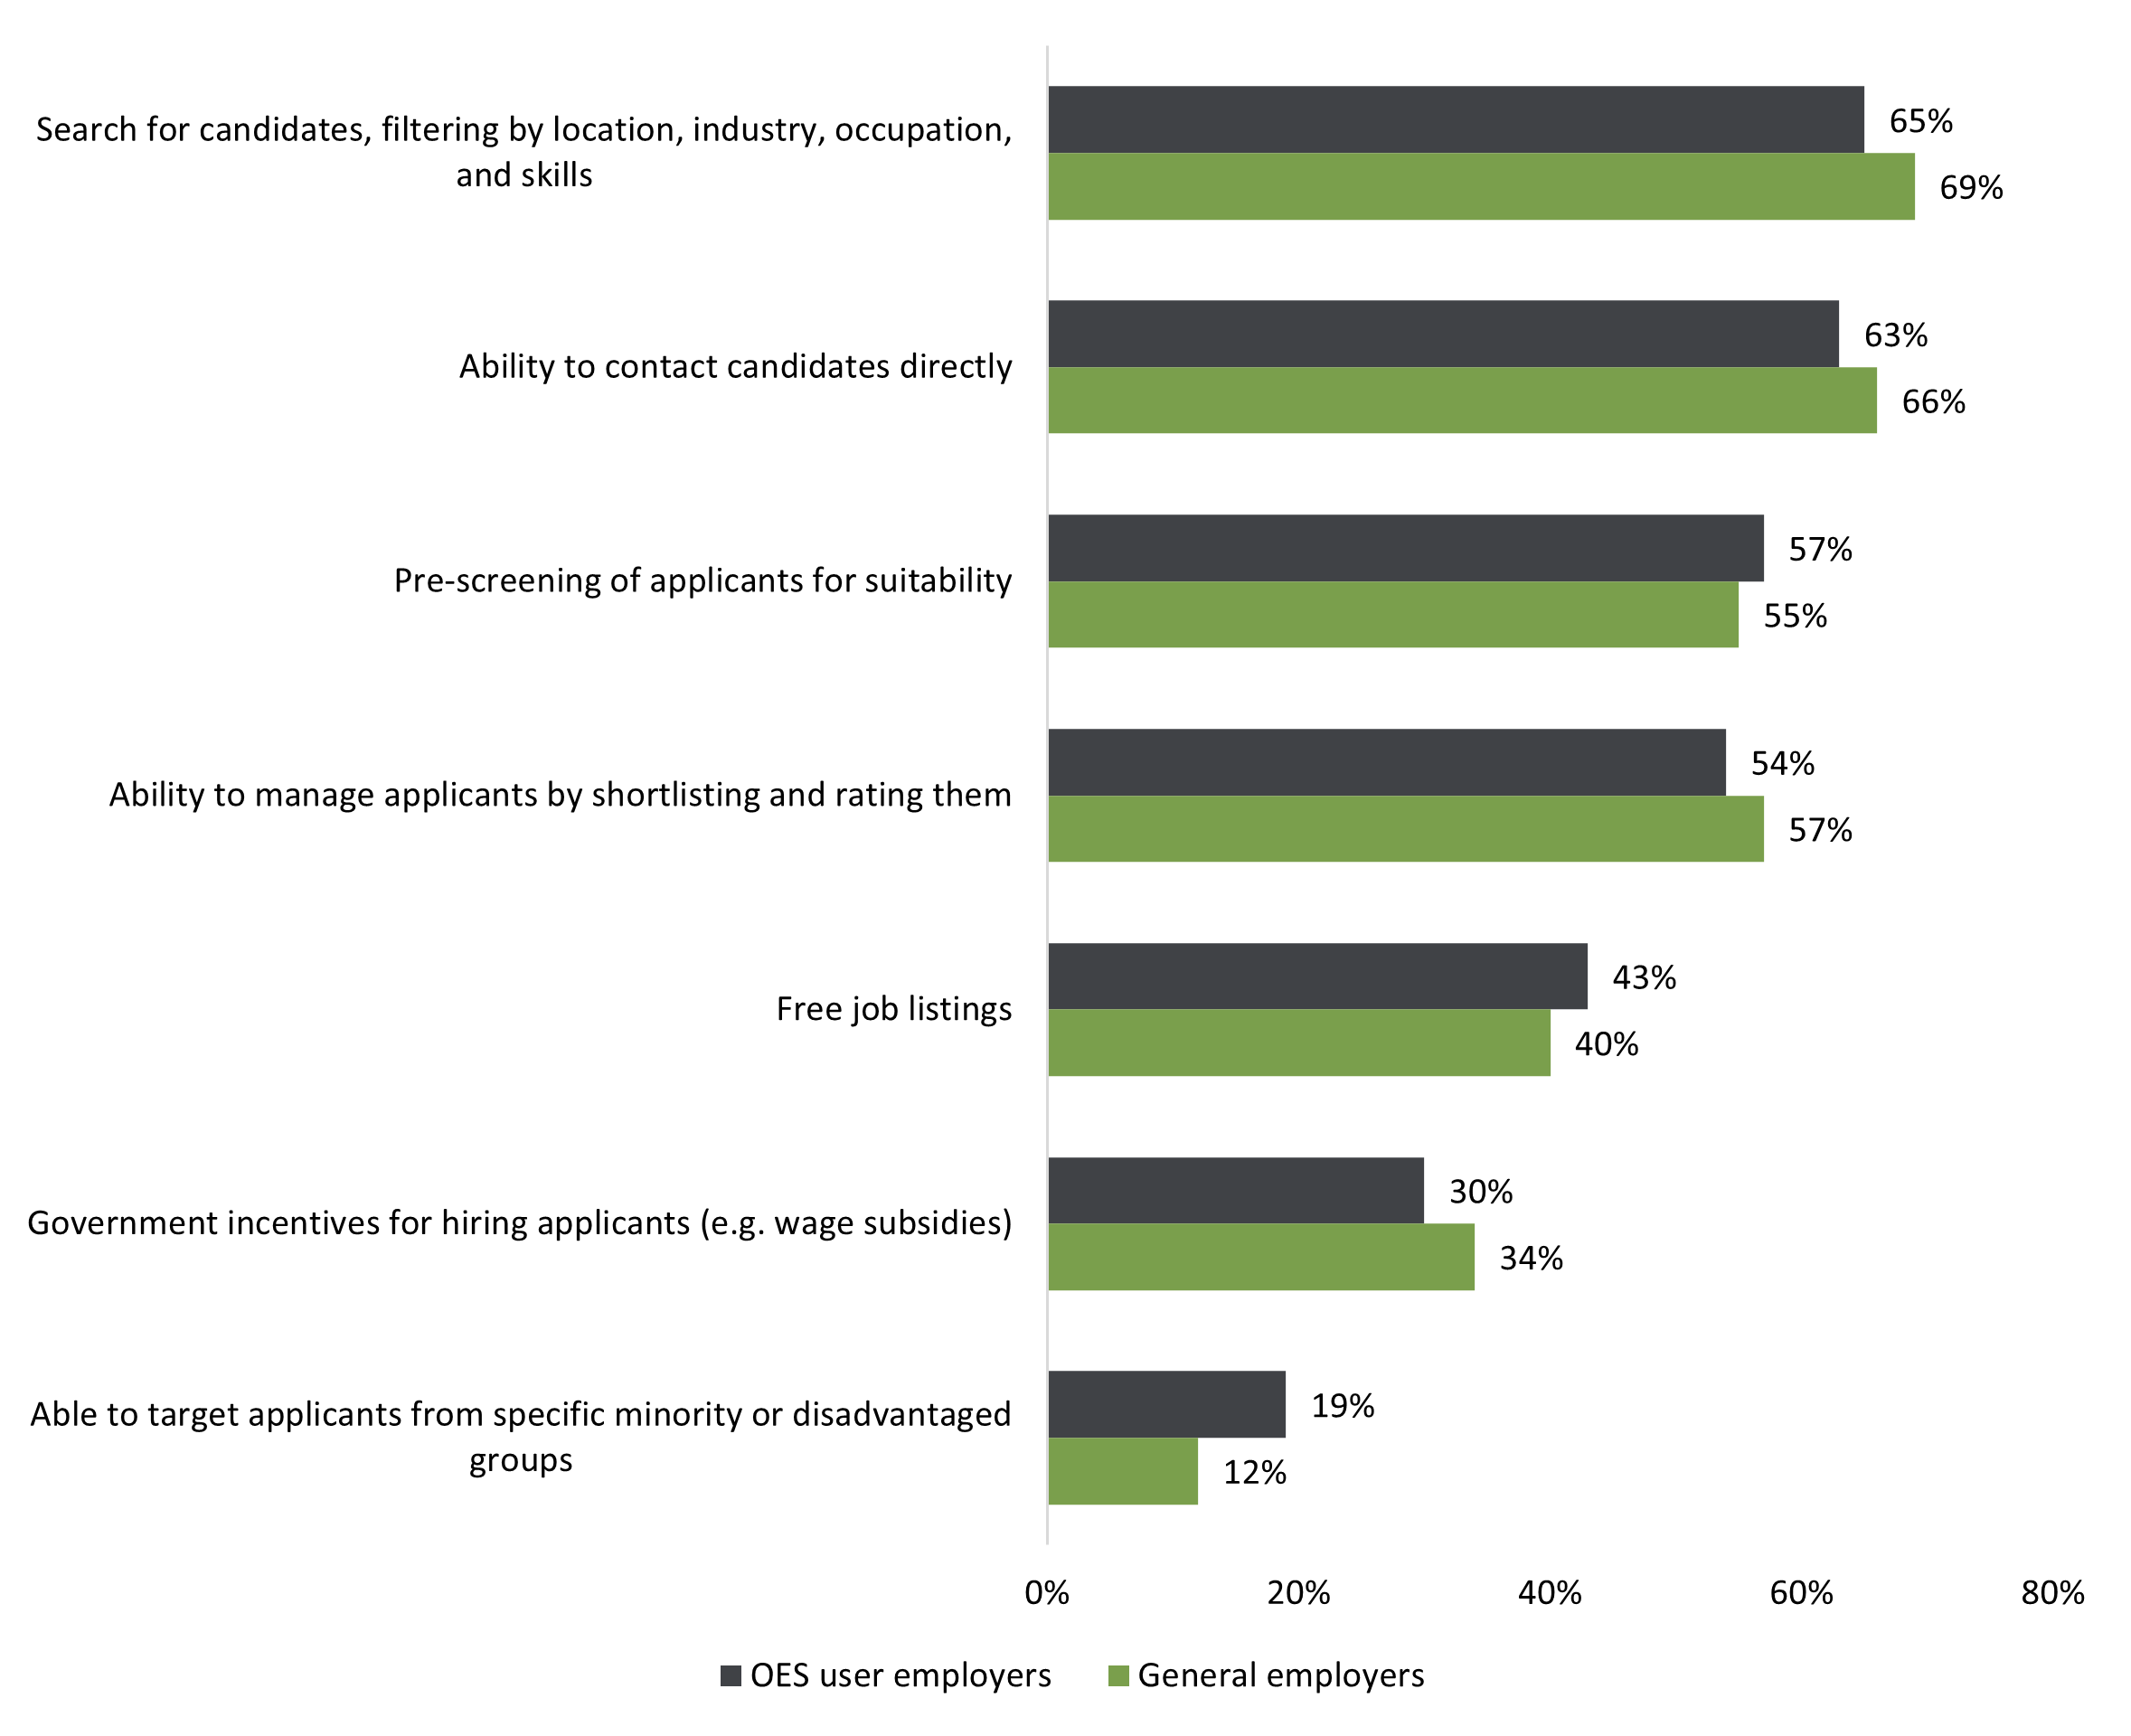 Search for candidates, filtering by location, industry, occupation,
and skills
65%
69%
Ability to contact candidates directly
63%
66%
Pre-screening of applicants for suitability
57%
55%
Ability to manage applicants by shortlisting and rating them
54%
57%
Free job listings
43%
40%
Government incentives for hiring applicants (e.g. wage subsidies)
30%
34%
Able to target applicants from specific minority or disadvantaged
groups
19%
12%
0% 20% 40% 60% 80%
OES user employers General employers